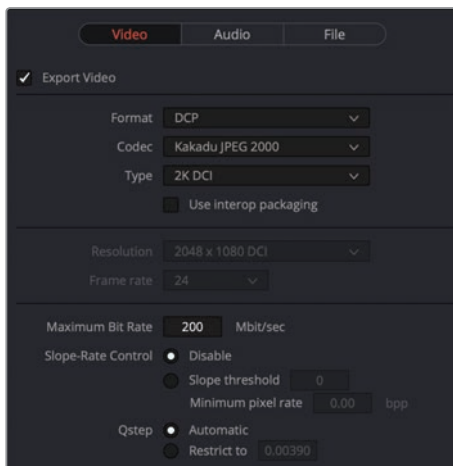 Video Audio File
Export Video
Format DCP
Codec Kakadu JPEG 2000
Type 2K DCI
Use interop packaging
Resolution 2048 x 1080 DCI
Frame rate 24
Maximum Bit Rate 200 Mbit/sec
Slope-Rate Control Disable
Slope threshold 0
Minimum pixel rate 0.00 bpp
Qstep Automatic
Restrict to 0.00390